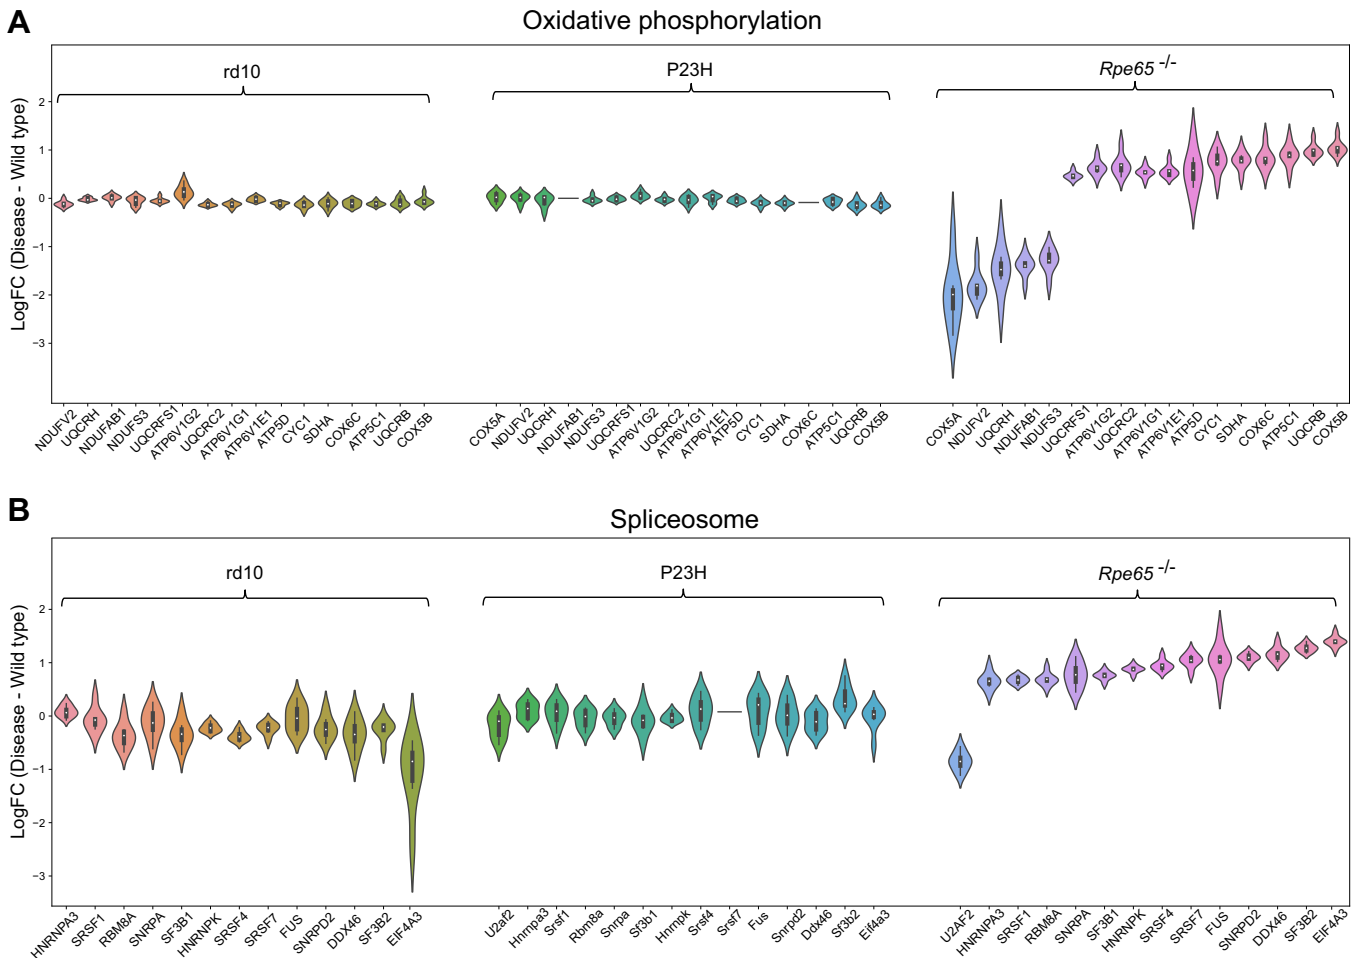 A
Oxidative phosphorylation
rd10
P23H
Rpe65 -/-
LogFC (Disease - Wild type)
2
1
0
−1
−2
−3
NDUFV2 UQCRH NDUFAB1 NDUFS3 UQCRFS1 ATP6V1G2 UQCRC2 ATP6V1G1 ATP6V1E1 ATP5D CYC1 SDHA COX6C ATP5C1 UQCRB COX5B
COX5A NDUFV2 UQCRH NDUFAB1 NDUFS3 UQCRFS1 ATP6V1G2 UQCRC2 ATP6V1G1 ATP6V1E1 ATP5D CYC1 SDHA COX6C ATP5C1 UQCRB COX5B
COX5A NDUFV2 UQCRH NDUFAB1 NDUFS3 UQCRFS1 ATP6V1G2 UQCRC2 ATP6V1G1 ATP6V1E1 ATP5D CYC1 SDHA COX6C ATP5C1 UQCRB COX5B
B
Spliceosome
rd10
P23H
Rpe65 -/-
LogFC (Disease - Wild type)
2
1
0
−1
−2
−3
HNRNPA3 SRSF1 RBM8A SNRPA SF3B1 HNRNPK SRSF4 SRSF7 FUS SNRPD2 DDX46 SF3B2 EIF4A3
U2af2 Hnrnpa3 Srsf1 Rbm8a Snrpa Sf3b1 Hnrnpk Srsf4 Srsf7 Fus Snrpd2 Ddx46 Sf3b2 Eif4a3
U2AF2 HNRNPA3 SRSF1 RBM8A SNRPA SF3B1 HNRNPK SRSF4 SRSF7 FUS SNRPD2 DDX46 SF3B2 EIF4A3